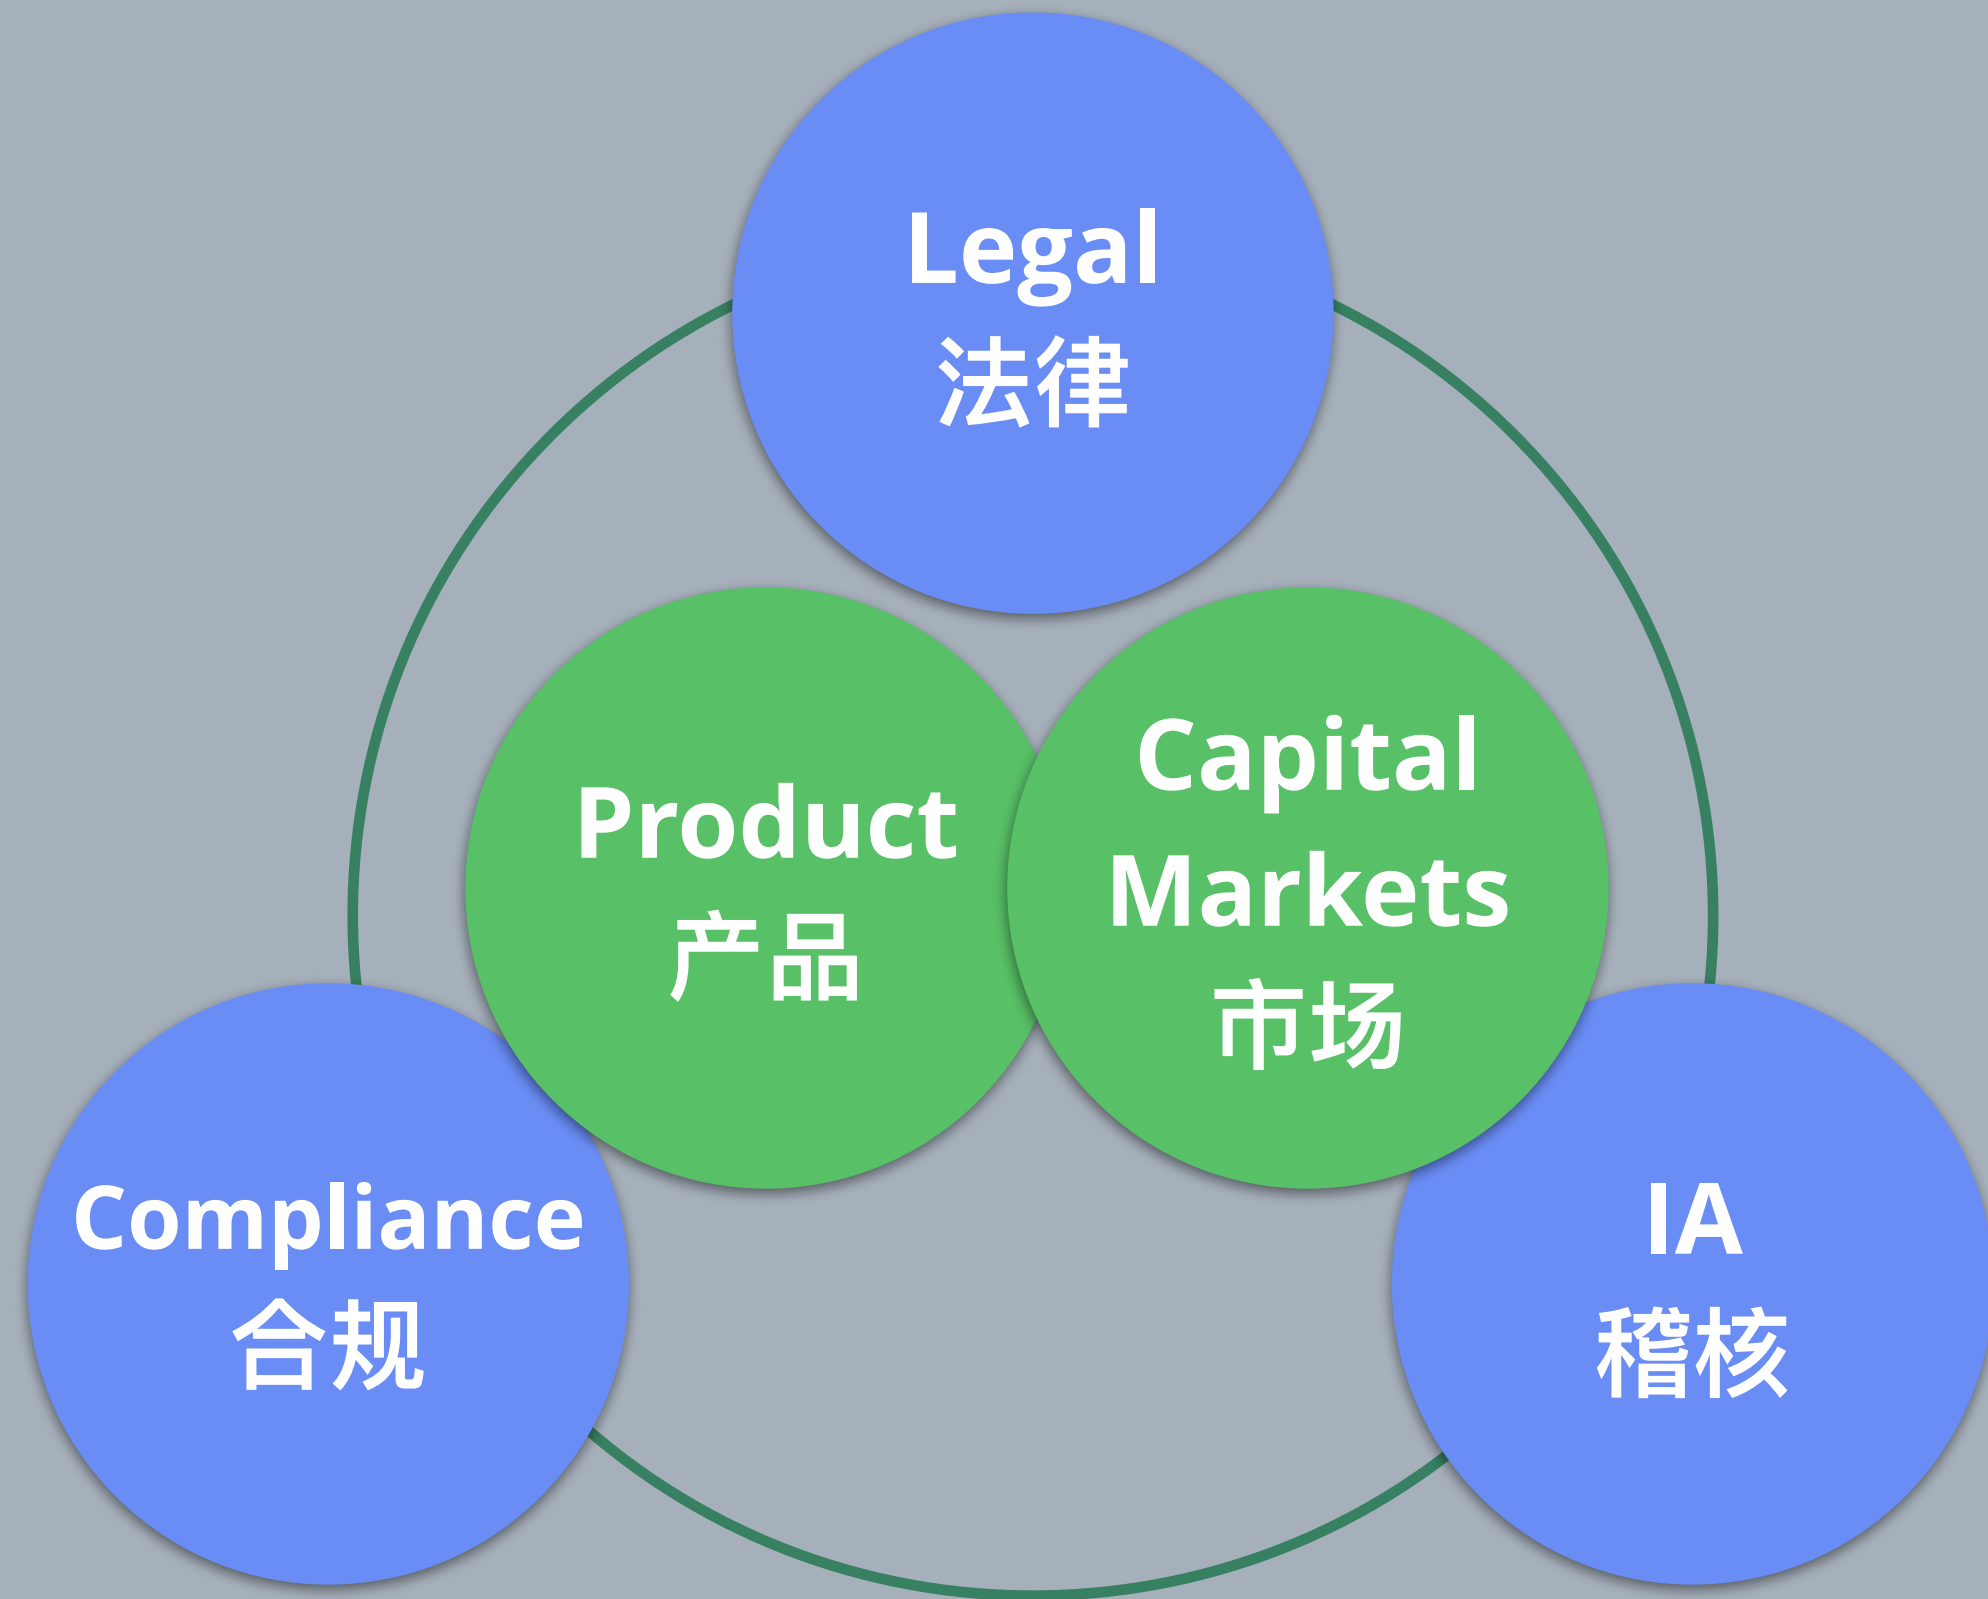 Legal
法律
Product
产品
Capital
Markets
市场
Compliance
合规
IA
稽核